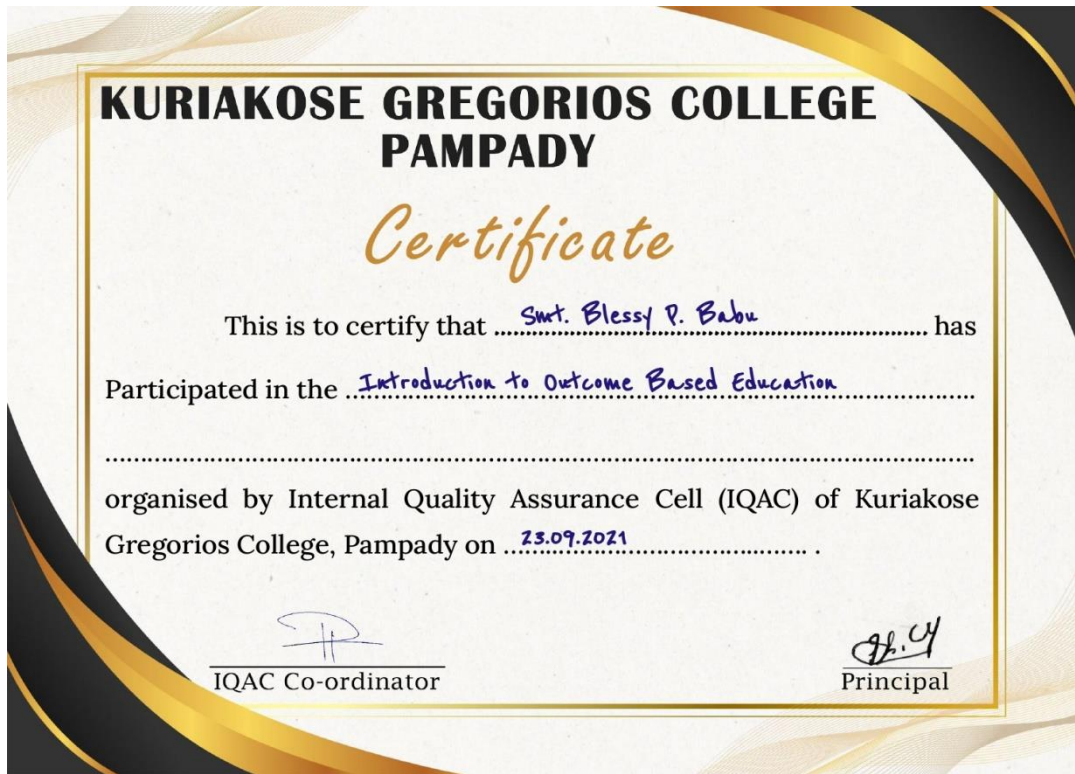 KURIAKOSE GREGORIOS COLLEGE
PAMPADY
Certificate
This is to certify that Smt. Blessy P. Babu has
Participated in the Introduction to Outcome Based Education
organised by Internal Quality Assurance Cell (IQAC) of Kuriakose
Gregorios College, Pampady on 23.09.2021 .
IQAC Co-ordinator
Principal